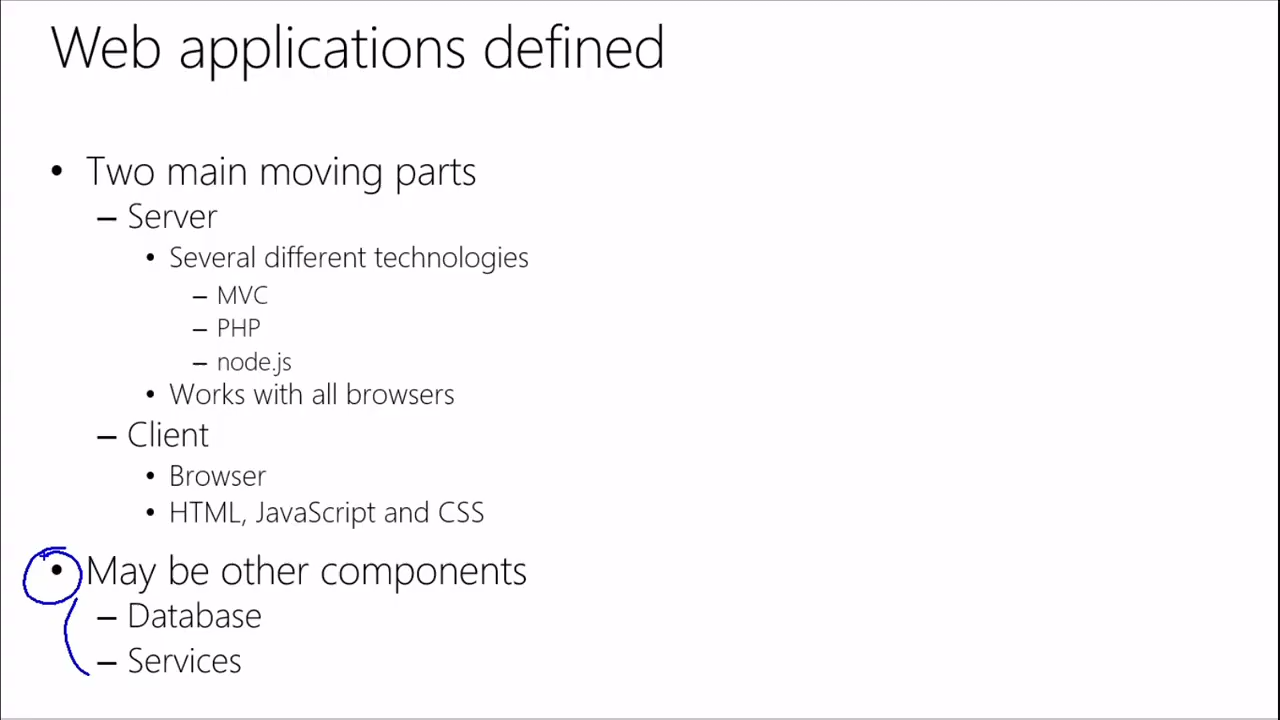 Web applications defined
• Two main moving parts
– Server
• Several different technologies
– MVC
– PHP
– node.js
• Works with all browsers
– Client
• Browser
• HTML, JavaScript and CSS
• May be other components
– Database
– Services